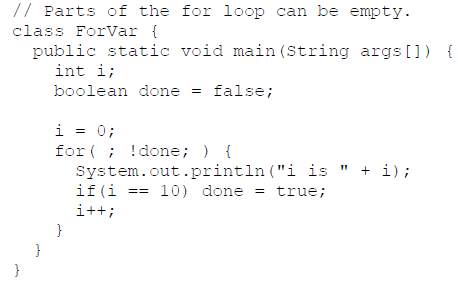 // Parts of the for loop can be empty.
class ForVar {
  public static void main(String args[]) {
    int i;
    boolean done = false;

    i = 0;
    for( ; !done; ) {
      System.out.println("i is " + i);
      if(i == 10) done = true;
      i++;
    }
  }
}